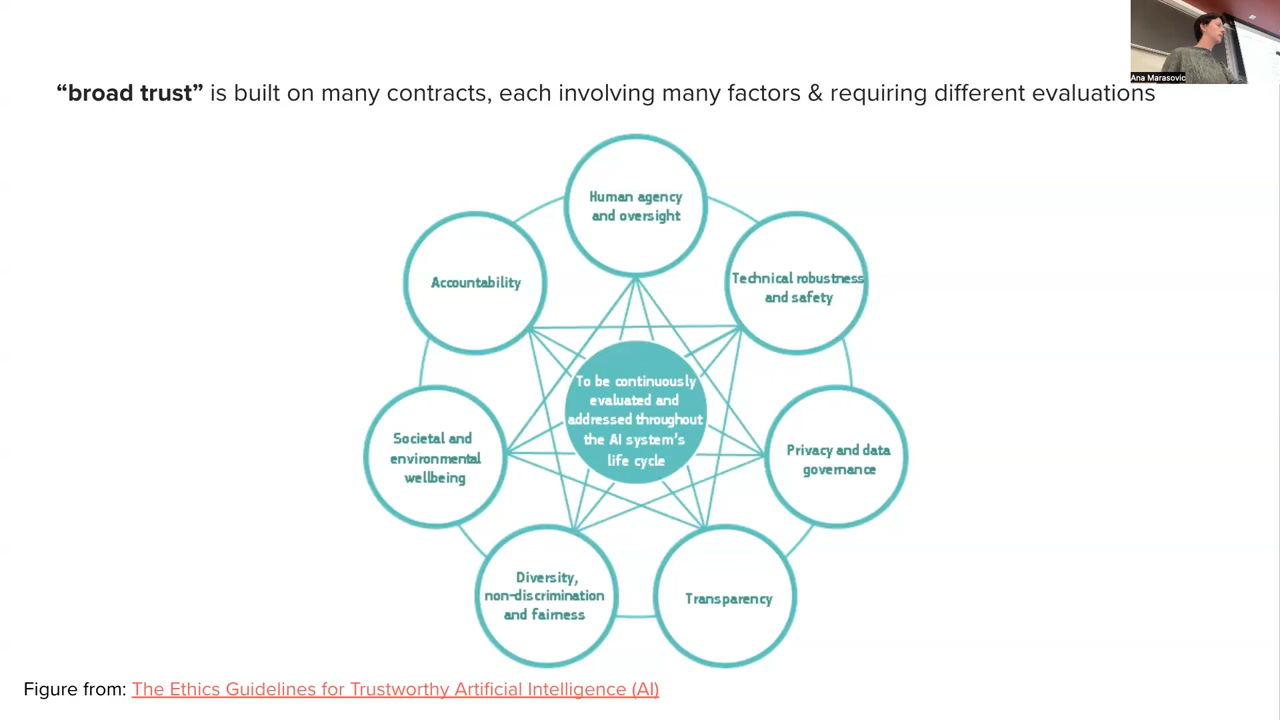 Ana Marasovic
“broad trust” is built on many contracts, each involving many factors & requiring different evaluations
Human agency
and oversight
Accountability
Technical robustness
and safety
To be continuously
evaluated and
addressed throughout
the AI system's
life cycle
Societal and
environmental
wellbeing
Privacy and data
governance
Diversity,
non-discrimination
and fairness
Transparency
Figure from: The Ethics Guidelines for Trustworthy Artificial Intelligence (AI)